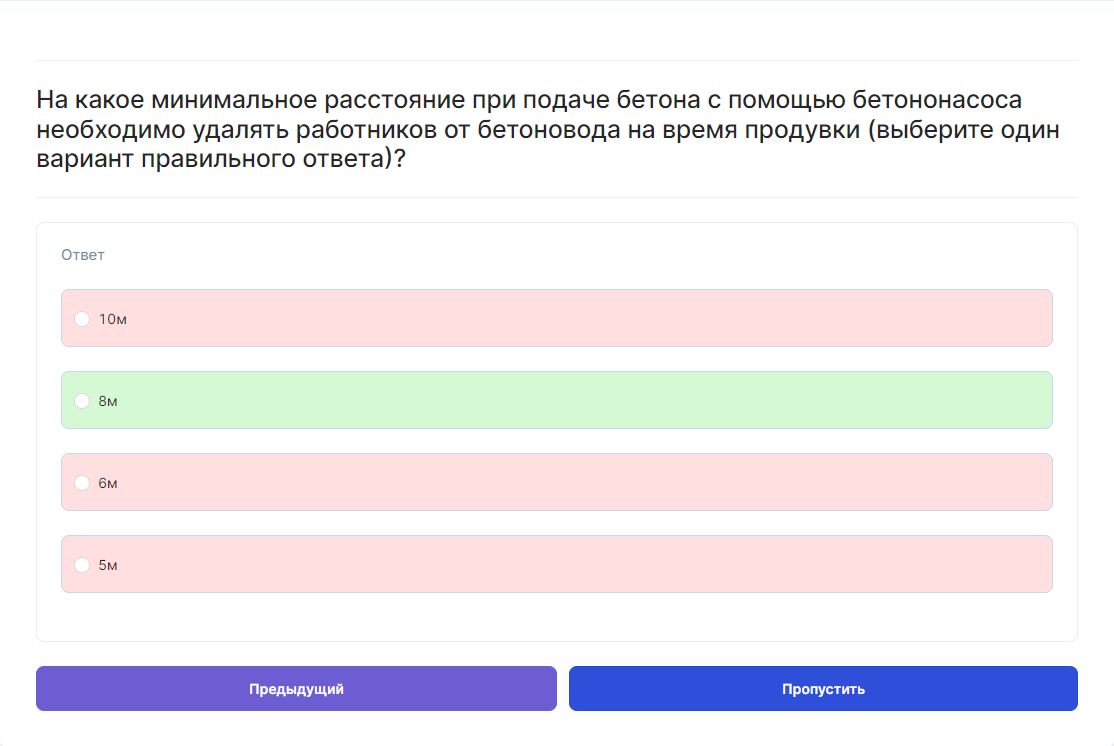 На какое минимальное расстояние при подаче бетона с помощью бетононасоса
необходимо удалять работников от бетоновода на время продувки (выберите один
вариант правильного ответа)?
Ответ
10м
8м
6м
5м
Предыдущий
Пропустить